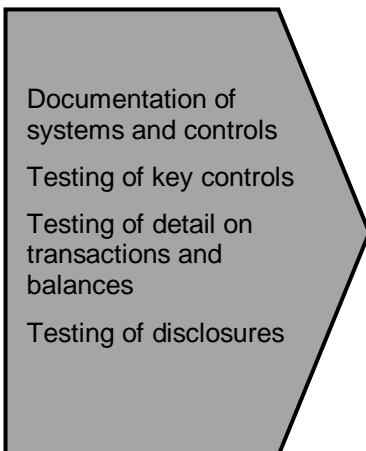 Documentation of
systems and controls
Testing of key controls
Testing of detail on
transactions and
balances
Testing of disclosures